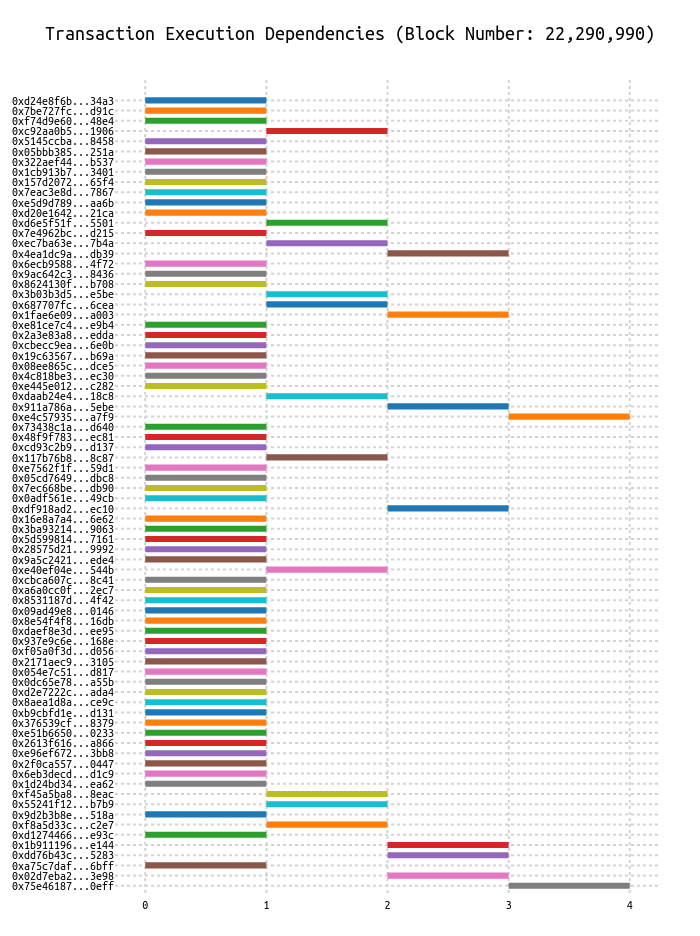 Transaction Execution Dependencies (Block Number: 22,290,990)
0xd24e8f6b...34a3
0x7be727fc...d91c
0xf74d9e60...48e4
0xc92aa0b5...1906
0x5145ccba...8458
0x05bbb385...251a
0x322aef44...b537
0x1cb913b7...3401
0x157d2072...65f4
0x7eac3e8d...7867
0xe5d9d789...aa6b
0xd20e1642...21ca
0xd6e5f51f...5501
0x7e4962bc...d215
0xec7ba63e...7b4a
0x4ea1dc9a...db39
0x6ecb9588...4f72
0x9ac642c3...8436
0x8624130f...b708
0x3b03b3d5...e5be
0x687707fc...6cea
0x1fae6e09...a003
0xe81ce7c4...e9b4
0x2a3e83a8...edda
0xcbecc9ea...6e0b
0x19c63567...b69a
0x08ee865c...dce5
0x4c818be3...ec30
0xe445e012...c282
0xdaab24e4...18c8
0x911a786a...5ebe
0xe4c57935...a7f9
0x73438c1a...d640
0x48f9f783...ec81
0xcd93c2b9...d137
0x117b76b8...8c87
0xe7562f1f...59d1
0x05cd7649...dbc8
0x7ec668be...db90
0x0adf561e...49cb
0xdf918ad2...ec10
0x16e8a7a4...6e62
0x3ba93214...9063
0x5d599814...7161
0x28575d21...9992
0x9a5c2421...ede4
0xe40ef04e...544b
0xcbca607c...8c41
0xa6a0cc0f...2ec7
0x8531187d...4f42
0x09ad49e8...0146
0x8e54f4f8...16db
0xdaef8e3d...ee95
0x937e9c6e...168e
0xf05a0f3d...d056
0x2171aec9...3105
0x054e7c51...d817
0x0dc65e78...a55b
0xd2e7222c...ada4
0x8aea1d8a...ce9c
0xb9cbfd1e...d131
0x376539cf...8379
0xe51b6650...0233
0x2613f616...a866
0xe96ef672...3bb8
0x2f0ca557...0447
0x6eb3decd...d1c9
0x1d24bd34...ea62
0xf45a5ba8...8eac
0x55241f12...b7b9
0x9d2b3b8e...518a
0xf8a5d33c...c2e7
0xd1274466...e93c
0x1b911196...e144
0xdd76b43c...5283
0xa75c7daf...6bff
0x02d7eba2...3e98
0x75e46187...0eff
0 1 2 3 4